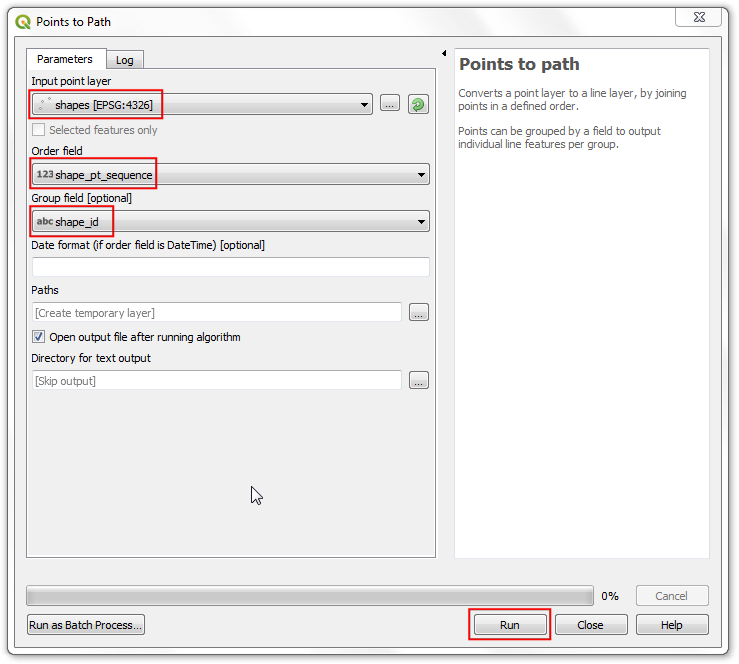 Points to Path
Parameters
Log
Input point layer
shapes [EPSG:4326]
...
Selected features only
Order field
123 shape_pt_sequence
Group field [optional]
abc shape_id
Date format (if order field is DateTime) [optional]
Paths
[Create temporary layer]
...
Open output file after running algorithm
Directory for text output
[Skip output]
...
Points to path
Converts a point layer to a line layer, by joining
points in a defined order.
Points can be grouped by a field to output
individual line features per group.
0%
Cancel
Run as Batch Process...
Run
Close
Help